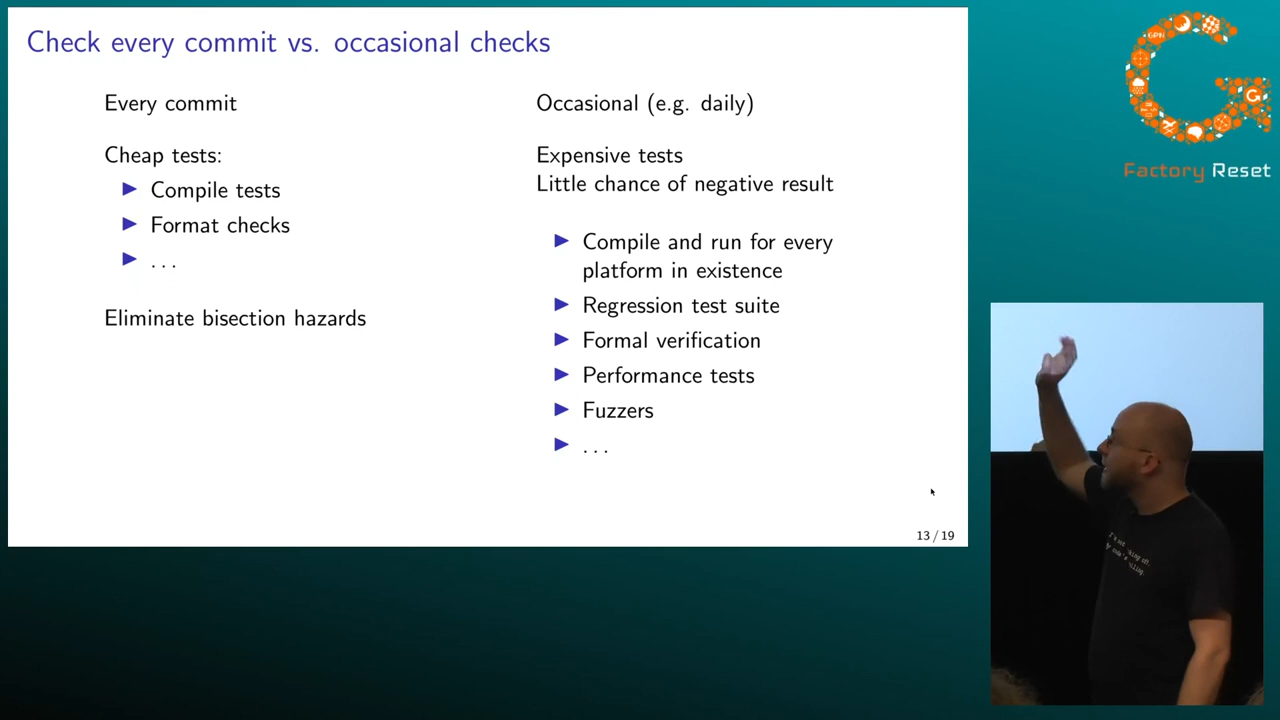 Check every commit vs. occasional checks
Every commit
Cheap tests:
Compile tests
Format checks
...
Eliminate bisection hazards
Occasional (e.g. daily)
Expensive tests
Little chance of negative result
Compile and run for every
platform in existence
Regression test suite
Formal verification
Performance tests
Fuzzers
...
13 / 19
GPN
G
Factory Reset